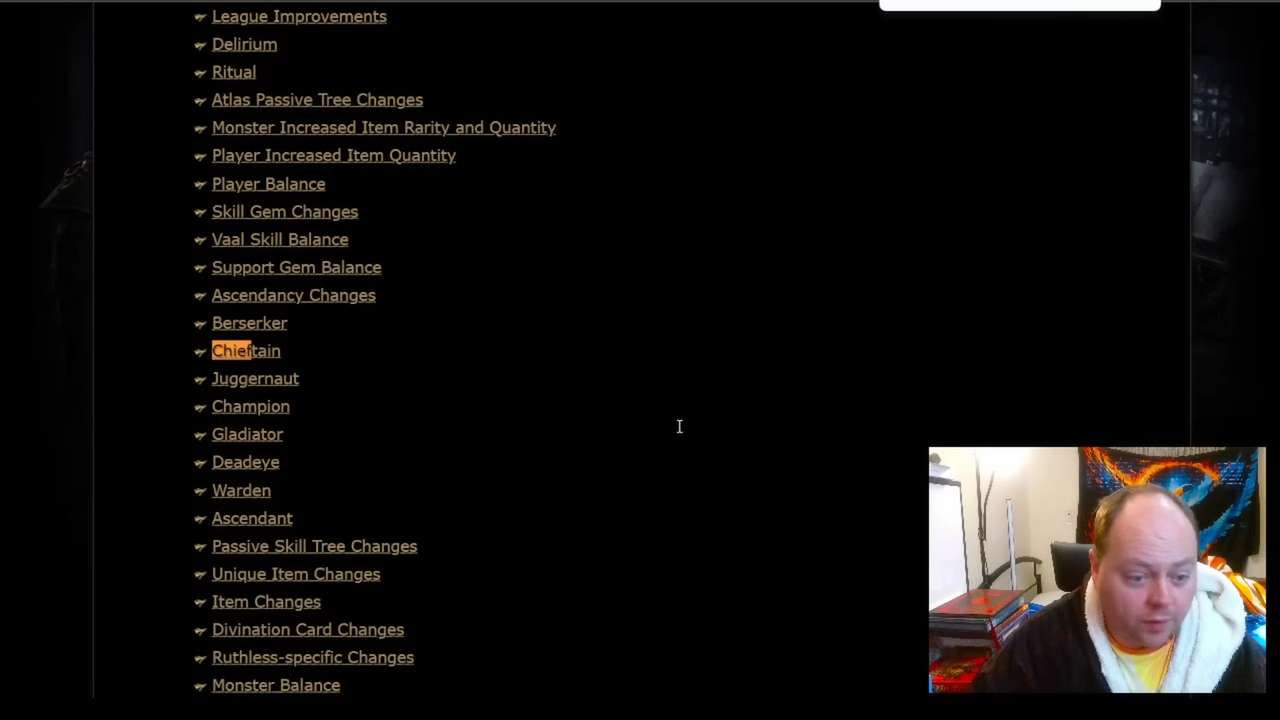 League Improvements
Delirium
Ritual
Atlas Passive Tree Changes
Monster Increased Item Rarity and Quantity
Player Increased Item Quantity
Player Balance
Skill Gem Changes
Vaal Skill Balance
Support Gem Balance
Ascendancy Changes
Berserker
Chieftain
Juggernaut
Champion
Gladiator
Deadeye
Warden
Ascendant
Passive Skill Tree Changes
Unique Item Changes
Item Changes
Divination Card Changes
Ruthless-specific Changes
Monster Balance